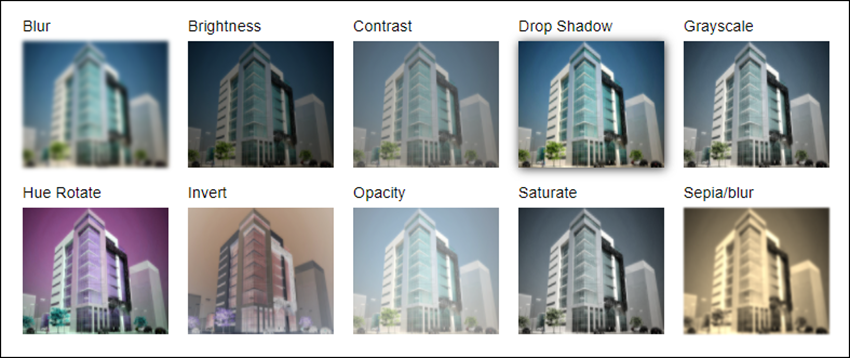 Blur
Brightness
Contrast
Drop Shadow
Grayscale
Hue Rotate
Invert
Opacity
Saturate
Sepia/blur